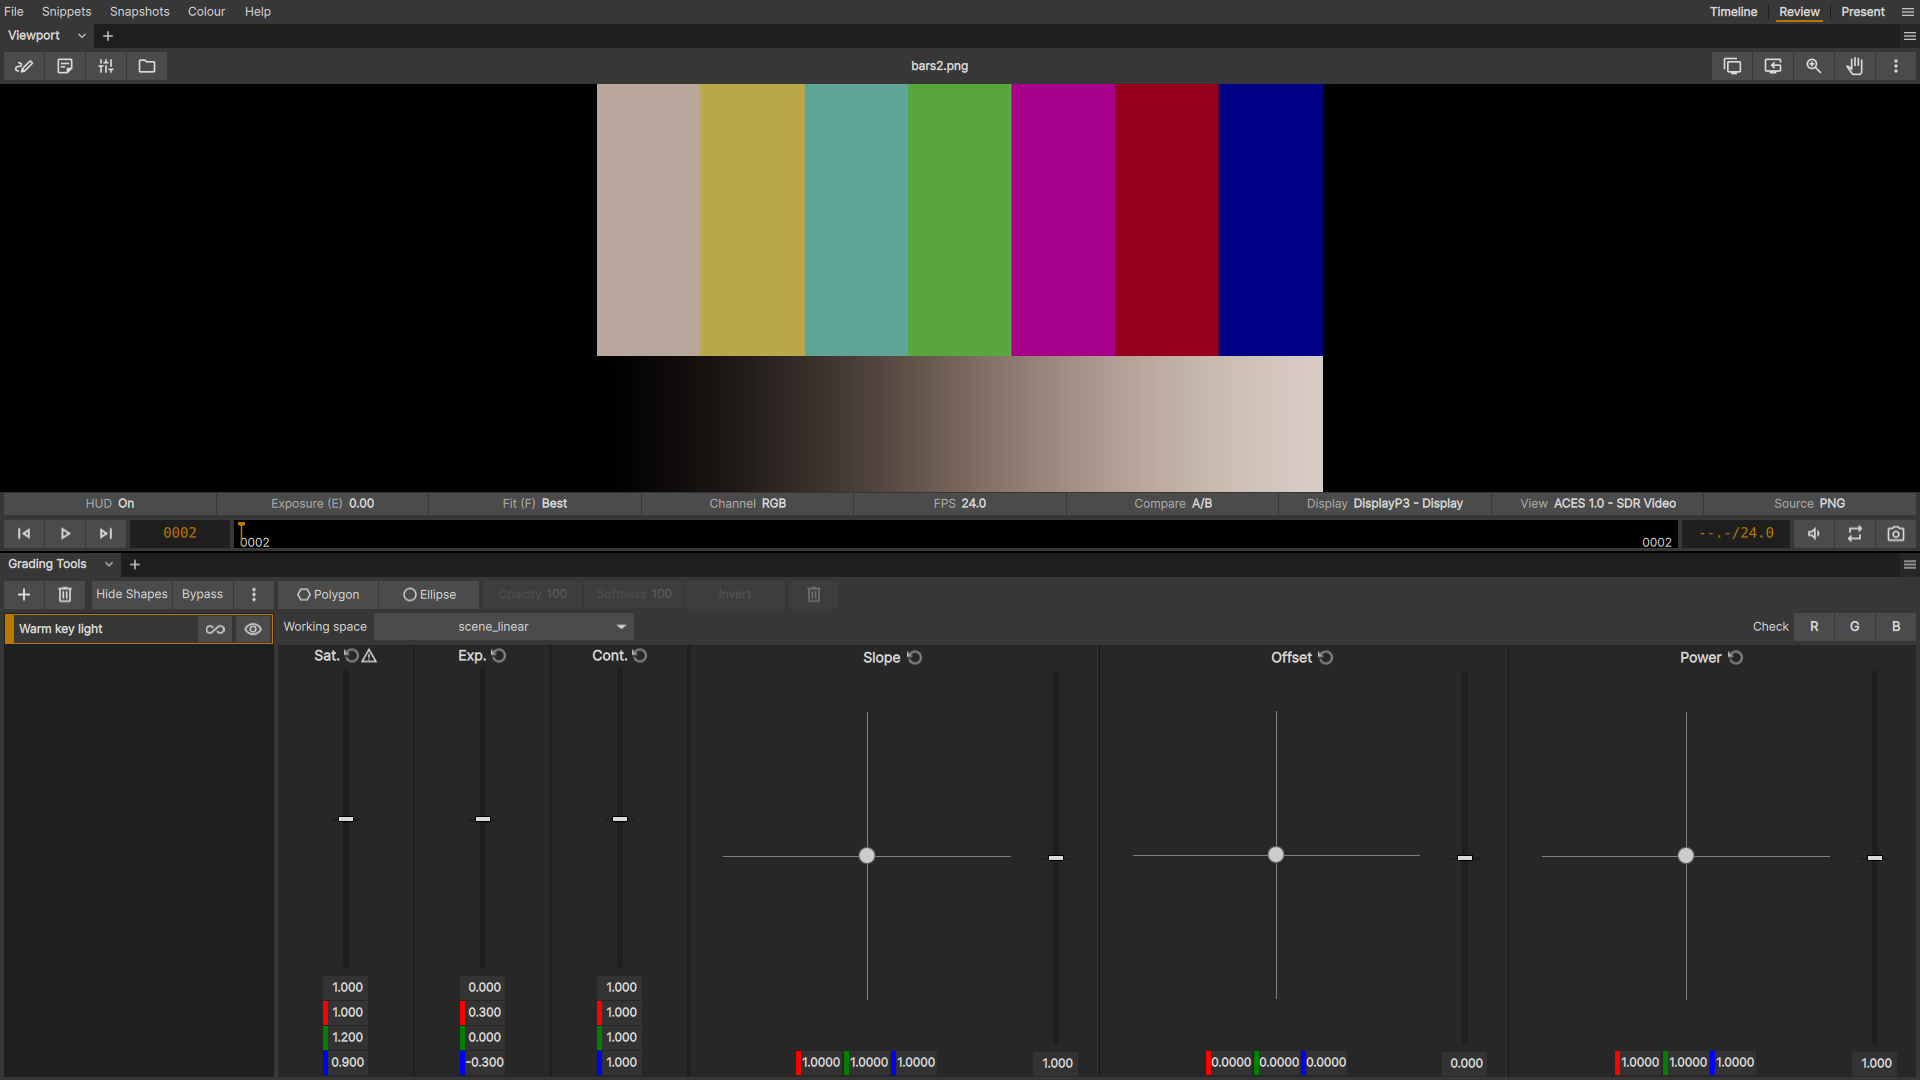 File Snippets Snapshots Colour Help Timeline Review Present
Viewport
bars2.png
HUD On Exposure (E) 0.00 Fit (F) Best Channel RGB FPS 24.0 Compare A/B Display DisplayP3 - Display View ACES 1.0 - SDR Video Source PNG
0002 0002 0002 --.-/24.0
Grading Tools
Hide Shapes Bypass Polygon Ellipse Opacity 100 Softness 100 Invert
Warm key light Working space scene_linear Check R G B
Sat. Exp. Cont. Slope Offset Power
1.000 0.000 1.000
1.000 0.300 1.000
1.200 0.000 1.000
0.900 -0.300 1.000 1.0000 1.0000 1.0000 1.000 0.0000 0.0000 0.0000 0.000 1.0000 1.0000 1.0000 1.000